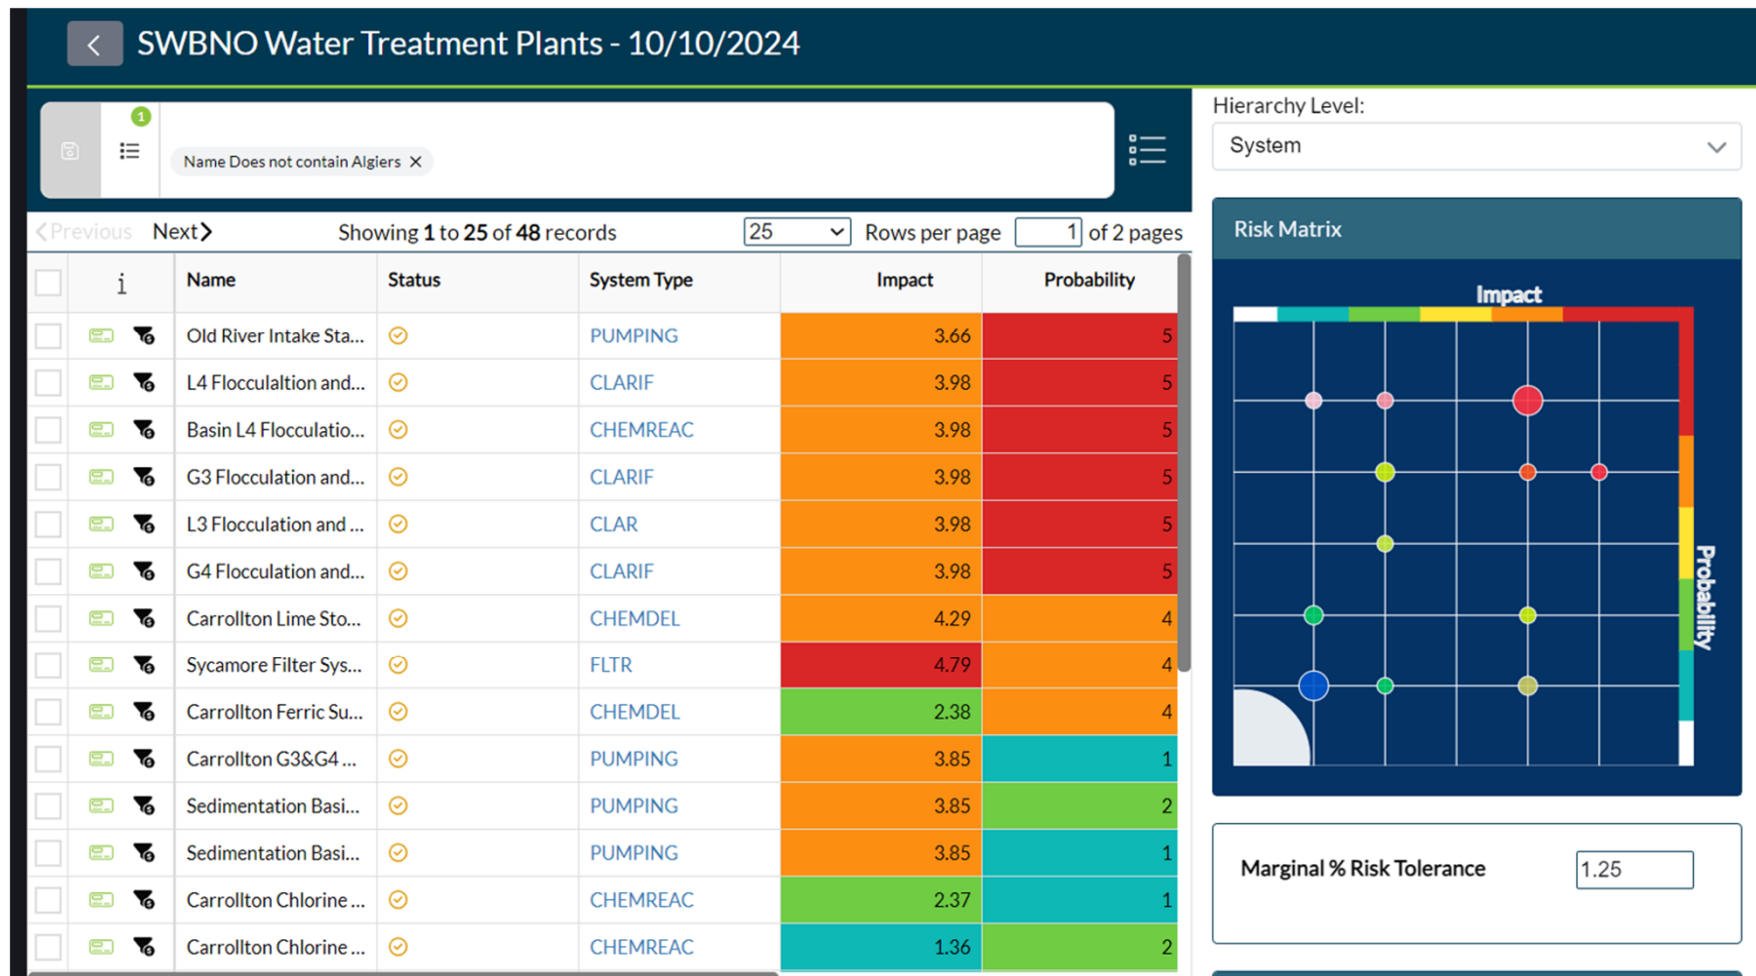 SWBNO Water Treatment Plants - 10/10/2024
1
Name Does not contain Algiers ×
Previous Next Showing 1 to 25 of 48 records 25 Rows per page 1 of 2 pages
i Name Status System Type Impact Probability
Old River Intake Sta... PUMPING 3.66 5
L4 Flocculaltion and... CLARIF 3.98 5
Basin L4 Flocculatio... CHEMREAC 3.98 5
G3 Flocculation and... CLARIF 3.98 5
L3 Flocculation and ... CLAR 3.98 5
G4 Flocculation and... CLARIF 3.98 5
Carrollton Lime Sto... CHEMDEL 4.29 4
Sycamore Filter Sys... FLTR 4.79 4
Carrollton Ferric Su... CHEMDEL 2.38 4
Carrollton G3&G4 ... PUMPING 3.85 1
Sedimentation Basi... PUMPING 3.85 2
Sedimentation Basi... PUMPING 3.85 1
Carrollton Chlorine ... CHEMREAC 2.37 1
Carrollton Chlorine ... CHEMREAC 1.36 2
Hierarchy Level:
System
Risk Matrix
Impact
Probability
Marginal % Risk Tolerance 1.25